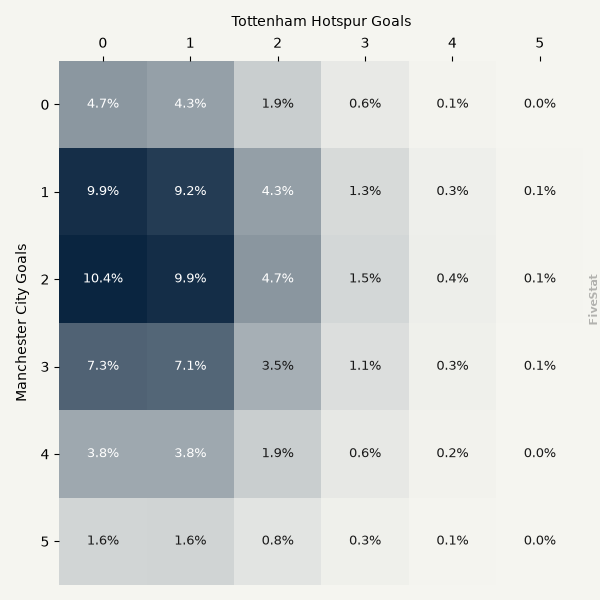 Tottenham Hotspur Goals
0 1 2 3 4 5
0 4.7% 4.3% 1.9% 0.6% 0.1% 0.0%
1 9.9% 9.2% 4.3% 1.3% 0.3% 0.1%
2 10.4% 9.9% 4.7% 1.5% 0.4% 0.1%
3 7.3% 7.1% 3.5% 1.1% 0.3% 0.1%
4 3.8% 3.8% 1.9% 0.6% 0.2% 0.0%
5 1.6% 1.6% 0.8% 0.3% 0.1% 0.0%
Manchester City Goals
FiveStat